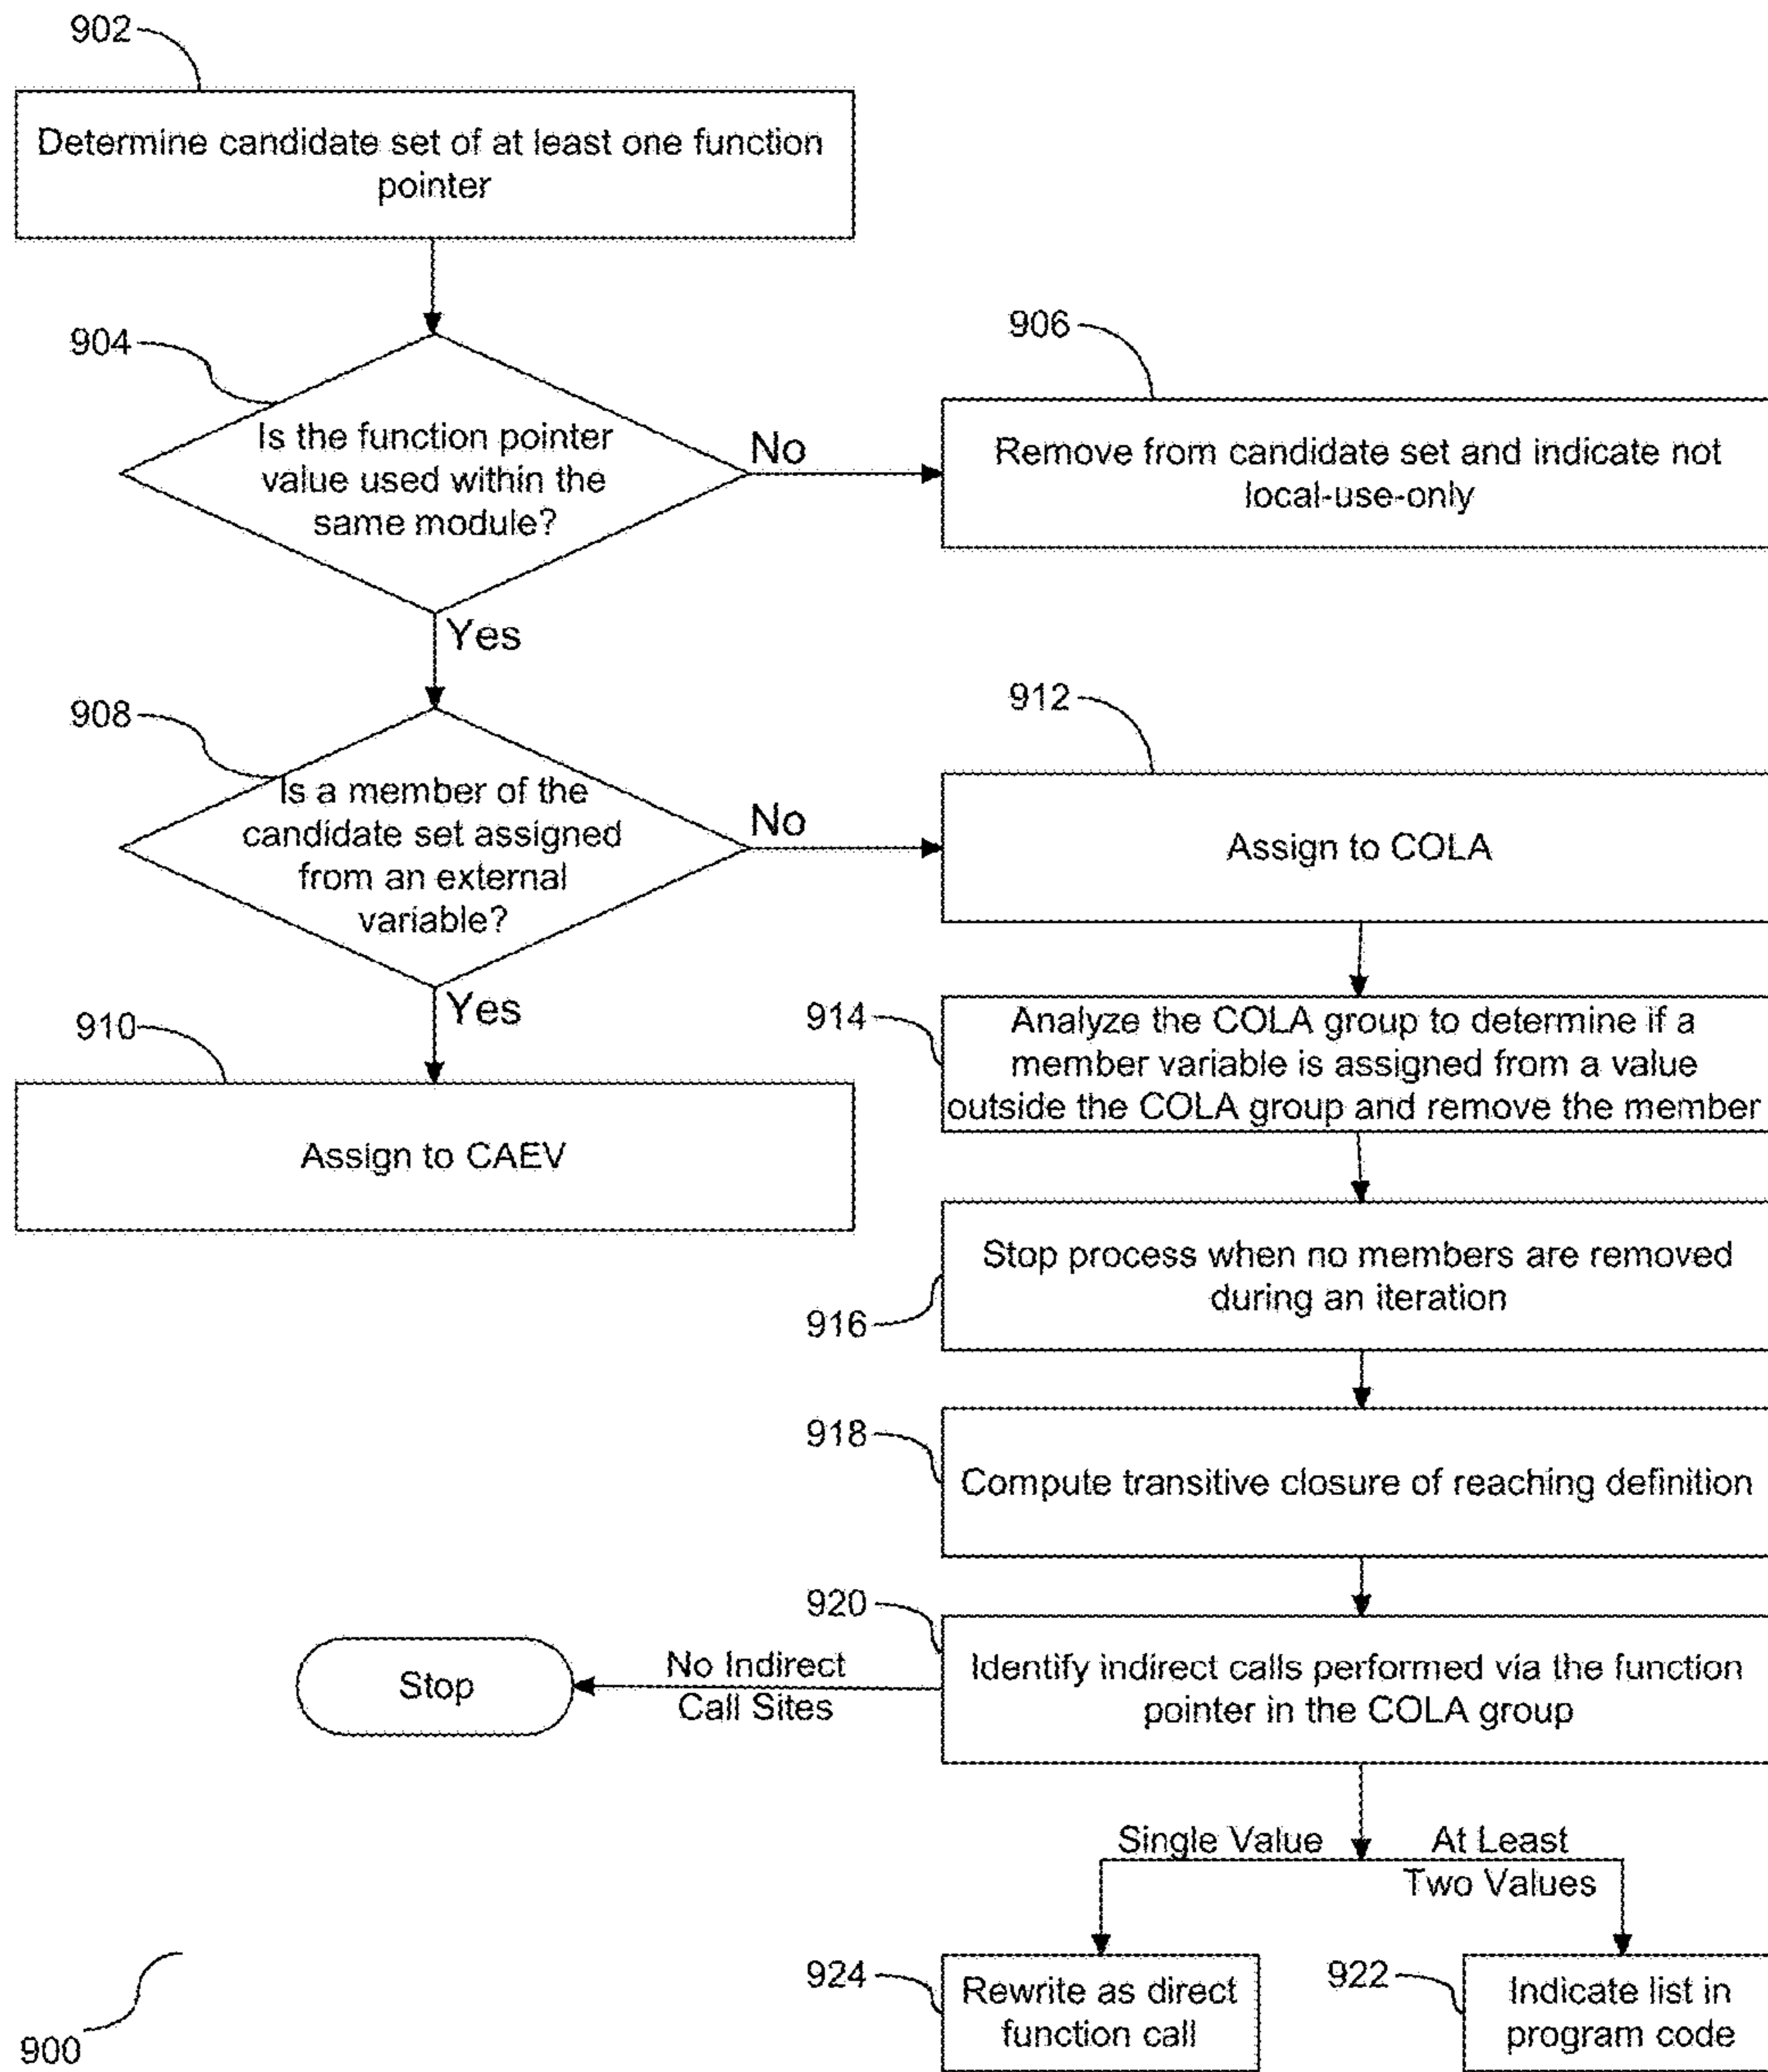 902
Determine candidate set of at least one function
pointer
904
Is the function pointer
value used within the
same module?
No
906
Remove from candidate set and indicate not
local-use-only
Yes
908
Is a member of the
candidate set assigned
from an external
variable?
No
912
Assign to COLA
Yes
910
Assign to CAEV
914
Analyze the COLA group to determine if a
member variable is assigned from a value
outside the COLA group and remove the member
Stop process when no members are removed
during an iteration
916
918
Compute transitive closure of reaching definition
920
Identify indirect calls performed via the function
pointer in the COLA group
No Indirect
Call Sites
Stop
Single Value
At Least
Two Values
924
Rewrite as direct
function call
922
Indicate list in
program code
900